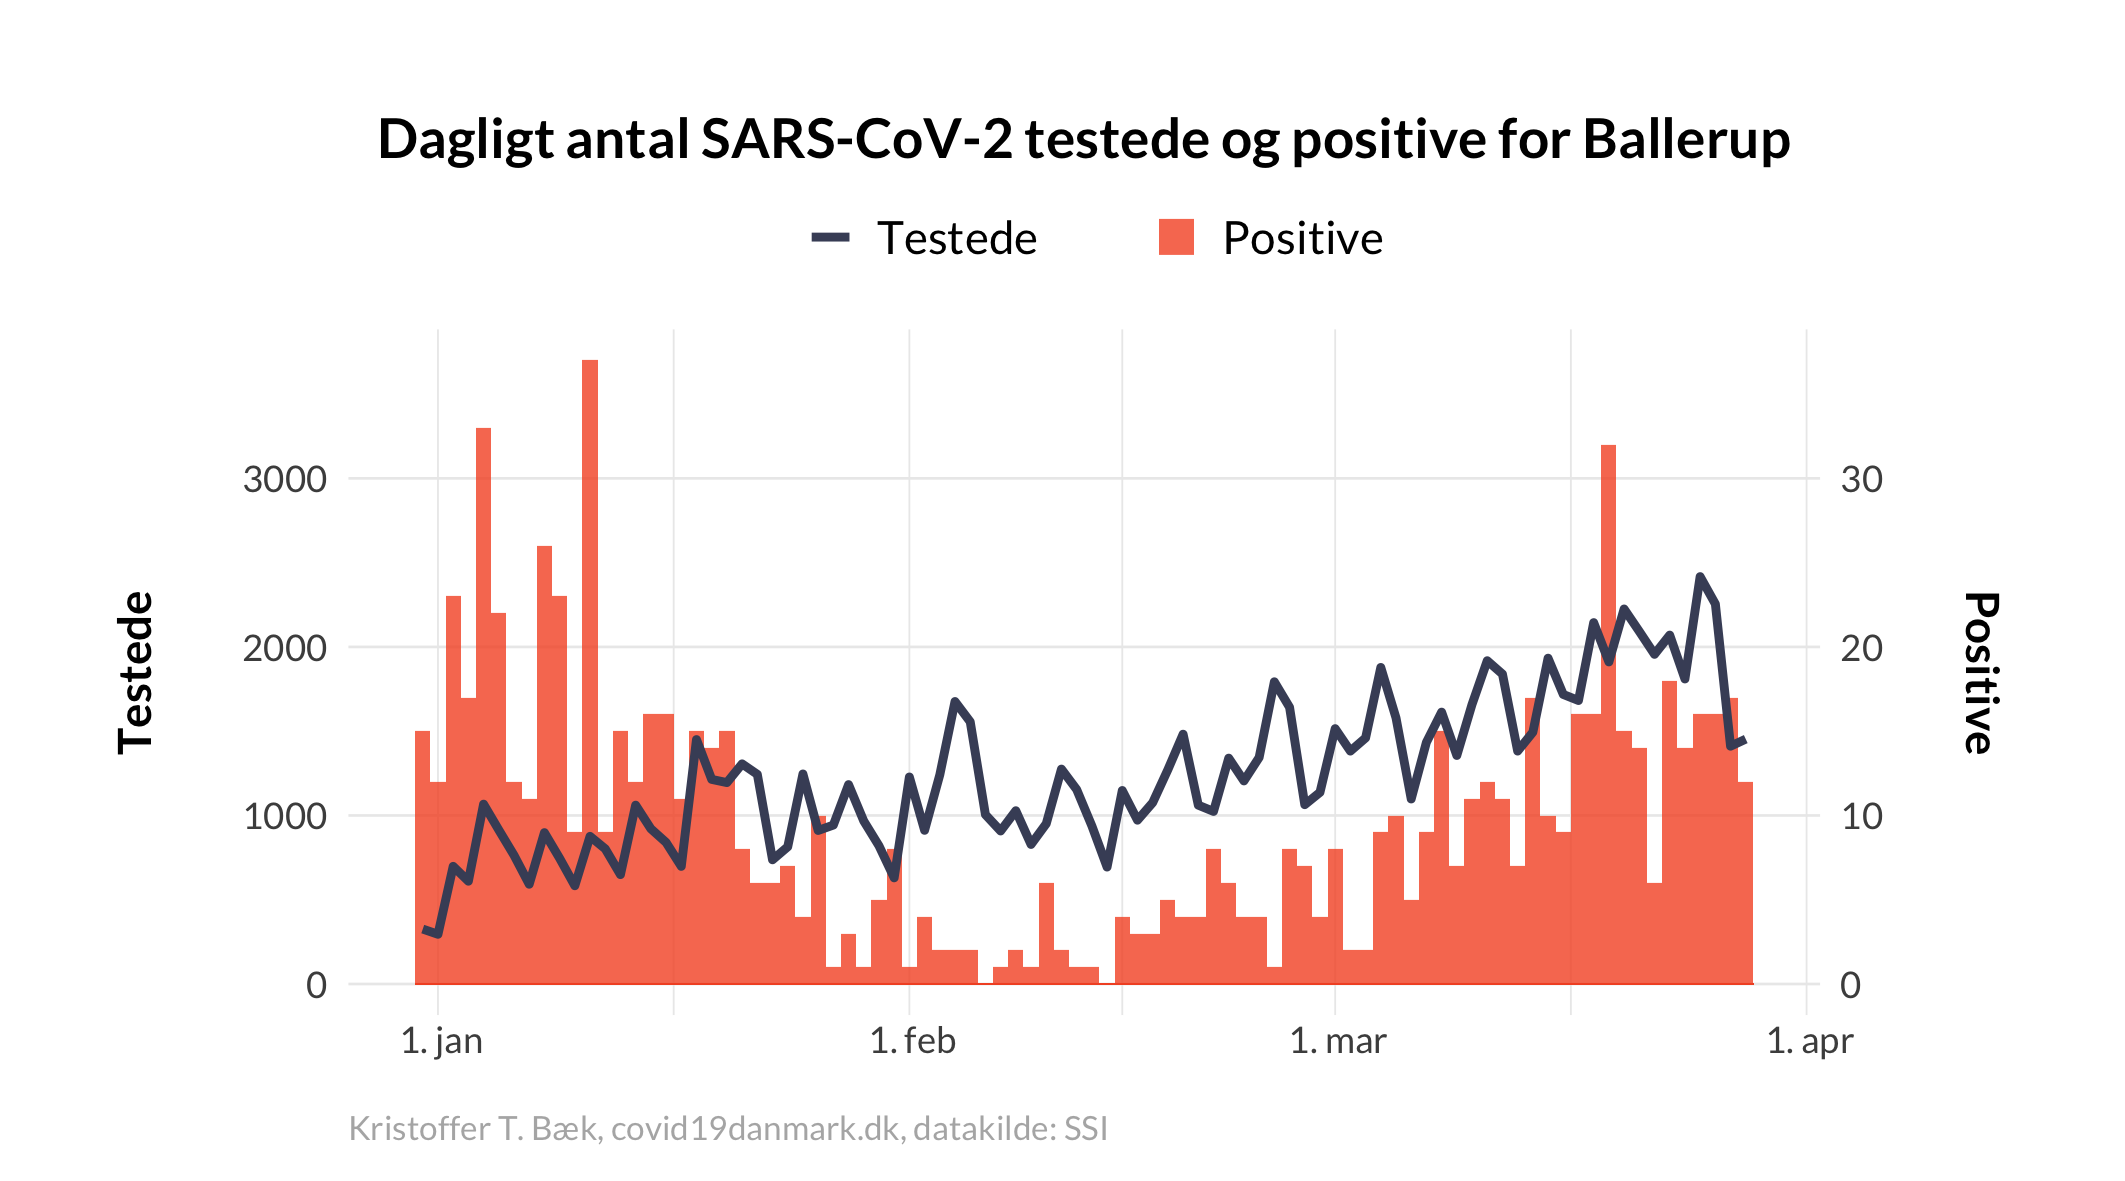 Dagligt antal SARS-CoV-2 testede og positive for Ballerup
Testede Positive
3000 30
2000 20
1000 10
0 0
Testede
Positive
1. jan 1. feb 1. mar 1. apr
Kristoffer T. Bæk, covid19danmark.dk, datakilde: SSI